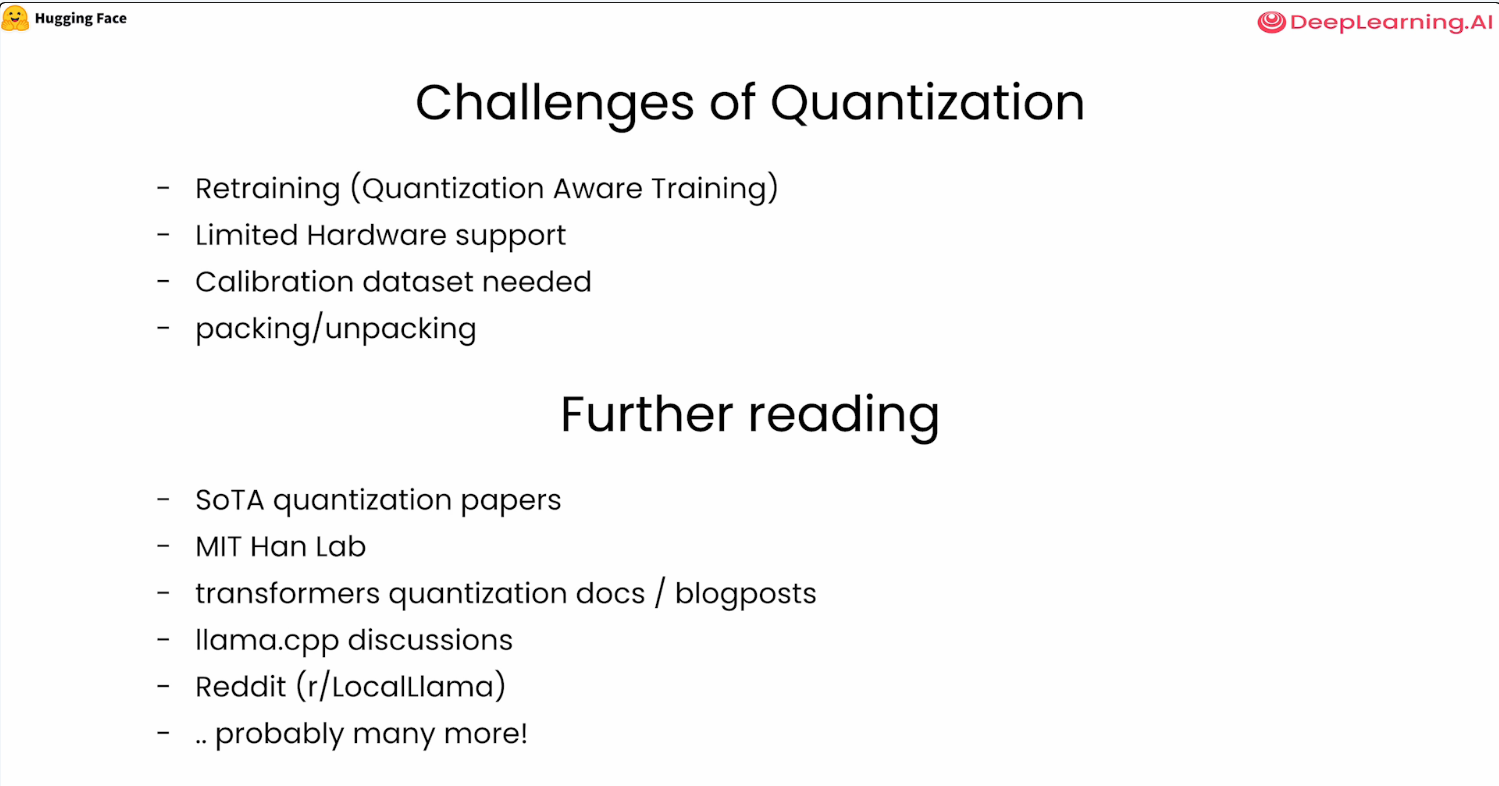 Hugging Face
DeepLearning.AI
Challenges of Quantization
- Retraining (Quantization Aware Training)
- Limited Hardware support
- Calibration dataset needed
- packing/unpacking
Further reading
- SoTA quantization papers
- MIT Han Lab
- transformers quantization docs / blogposts
- llama.cpp discussions
- Reddit (r/LocalLlama)
- .. probably many more!